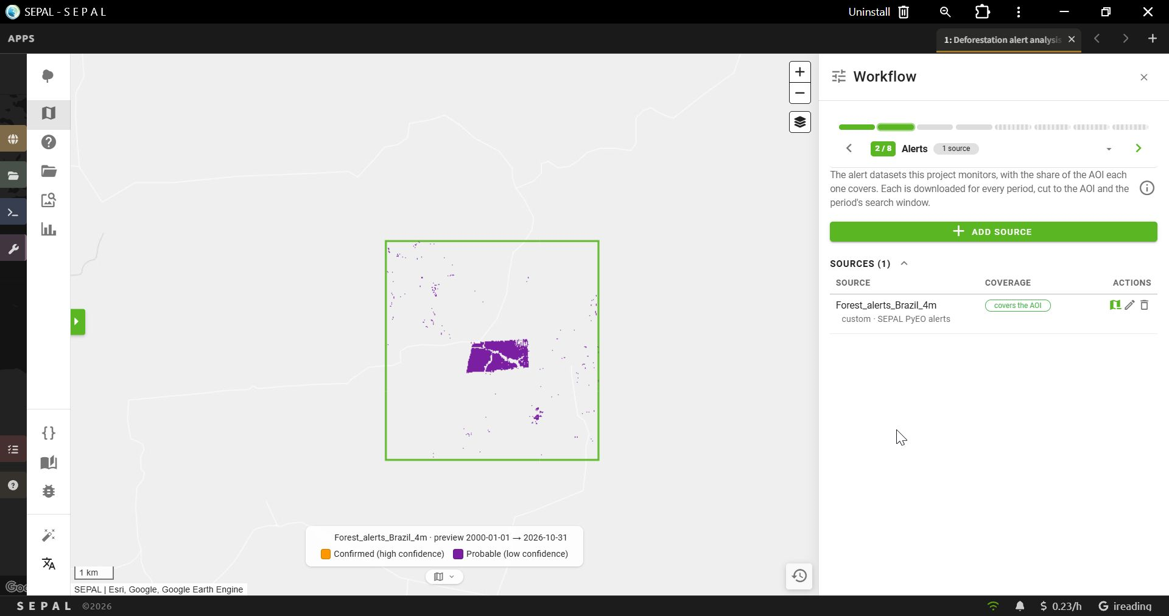 SEPAL - S E P A L
Uninstall
APPS
1: Deforestation alert analysis
Workflow
2 / 8 Alerts 1 source
The alert datasets this project monitors, with the share of the AOI each
one covers. Each is downloaded for every period, cut to the AOI and the
period's search window.
ADD SOURCE
SOURCES (1)
SOURCE COVERAGE ACTIONS
Forest_alerts_Brazil_4m covers the AOI
custom · SEPAL PyEO alerts
Forest_alerts_Brazil_4m · preview 2000-01-01 → 2026-10-31
Confirmed (high confidence) Probable (low confidence)
1 km
SEPAL | Esri, Google, Google Earth Engine
S E P A L ©2026
$ 0.23/h ireading